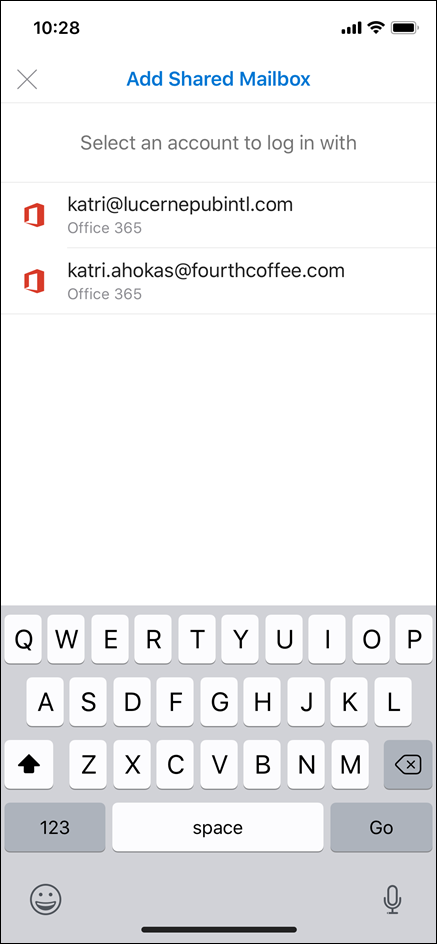 10:28
Add Shared Mailbox
Select an account to log in with
katri@lucernepubintl.com
Office 365
katri.ahokas@fourthcoffee.com
Office 365
Q W E R T Y U I O P
A S D F G H J K L
Z X C V B N M
123 space Go